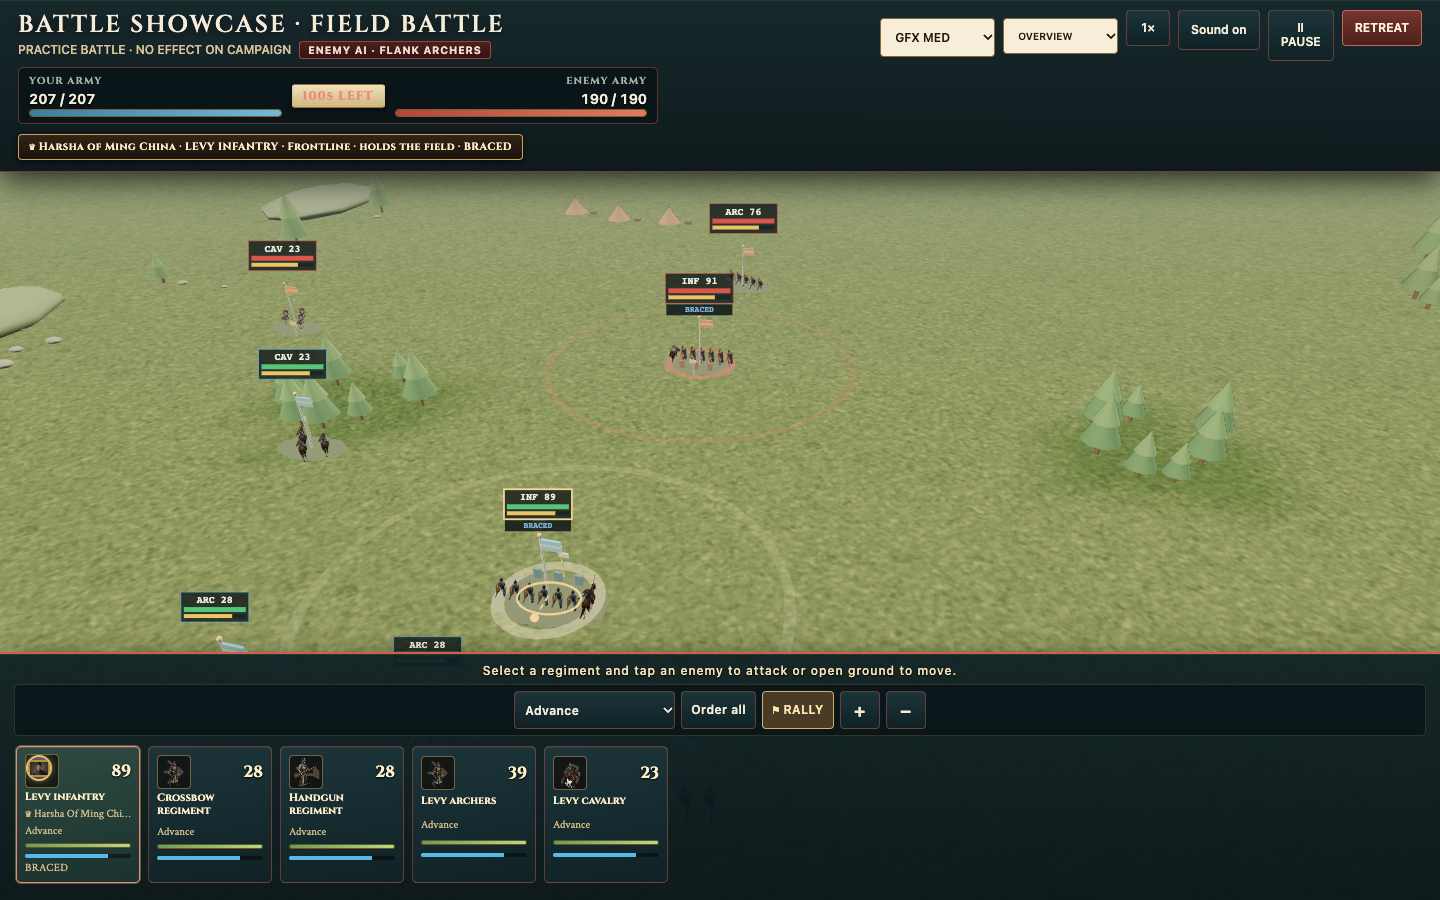 BATTLE SHOWCASE · FIELD BATTLE
PRACTICE BATTLE · NO EFFECT ON CAMPAIGN
ENEMY AI · FLANK ARCHERS
GFX MED
OVERVIEW
1×
Sound on
II PAUSE
RETREAT
YOUR ARMY
207 / 207
100S LEFT
ENEMY ARMY
190 / 190
♛ Harsha of Ming China · LEVY INFANTRY · Frontline · holds the field · BRACED
ARC 76
CAV 23
INF 91
BRACED
CAV 23
INF 89
BRACED
ARC 28
ARC 28
Select a regiment and tap an enemy to attack or open ground to move.
Advance
Order all
⚑ RALLY
+
−
89
Levy Infantry
♛ Harsha Of Ming Chi...
Advance
BRACED
28
Crossbow
Regiment
Advance
28
Handgun
Regiment
Advance
39
Levy Archers
Advance
23
Levy Cavalry
Advance